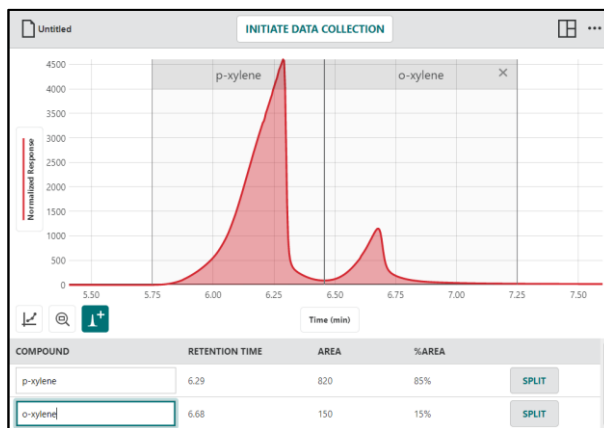 Untitled
INITIATE DATA COLLECTION
p-xylene
o-xylene
4500
4000
3500
3000
2500
2000
1500
1000
500
0
Normalized Response
5.50 5.75 6.00 6.25 6.50 6.75 7.00 7.25 7.50
Time (min)
COMPOUND RETENTION TIME AREA %AREA
p-xylene 6.29 820 85% SPLIT
o-xylene 6.68 150 15% SPLIT